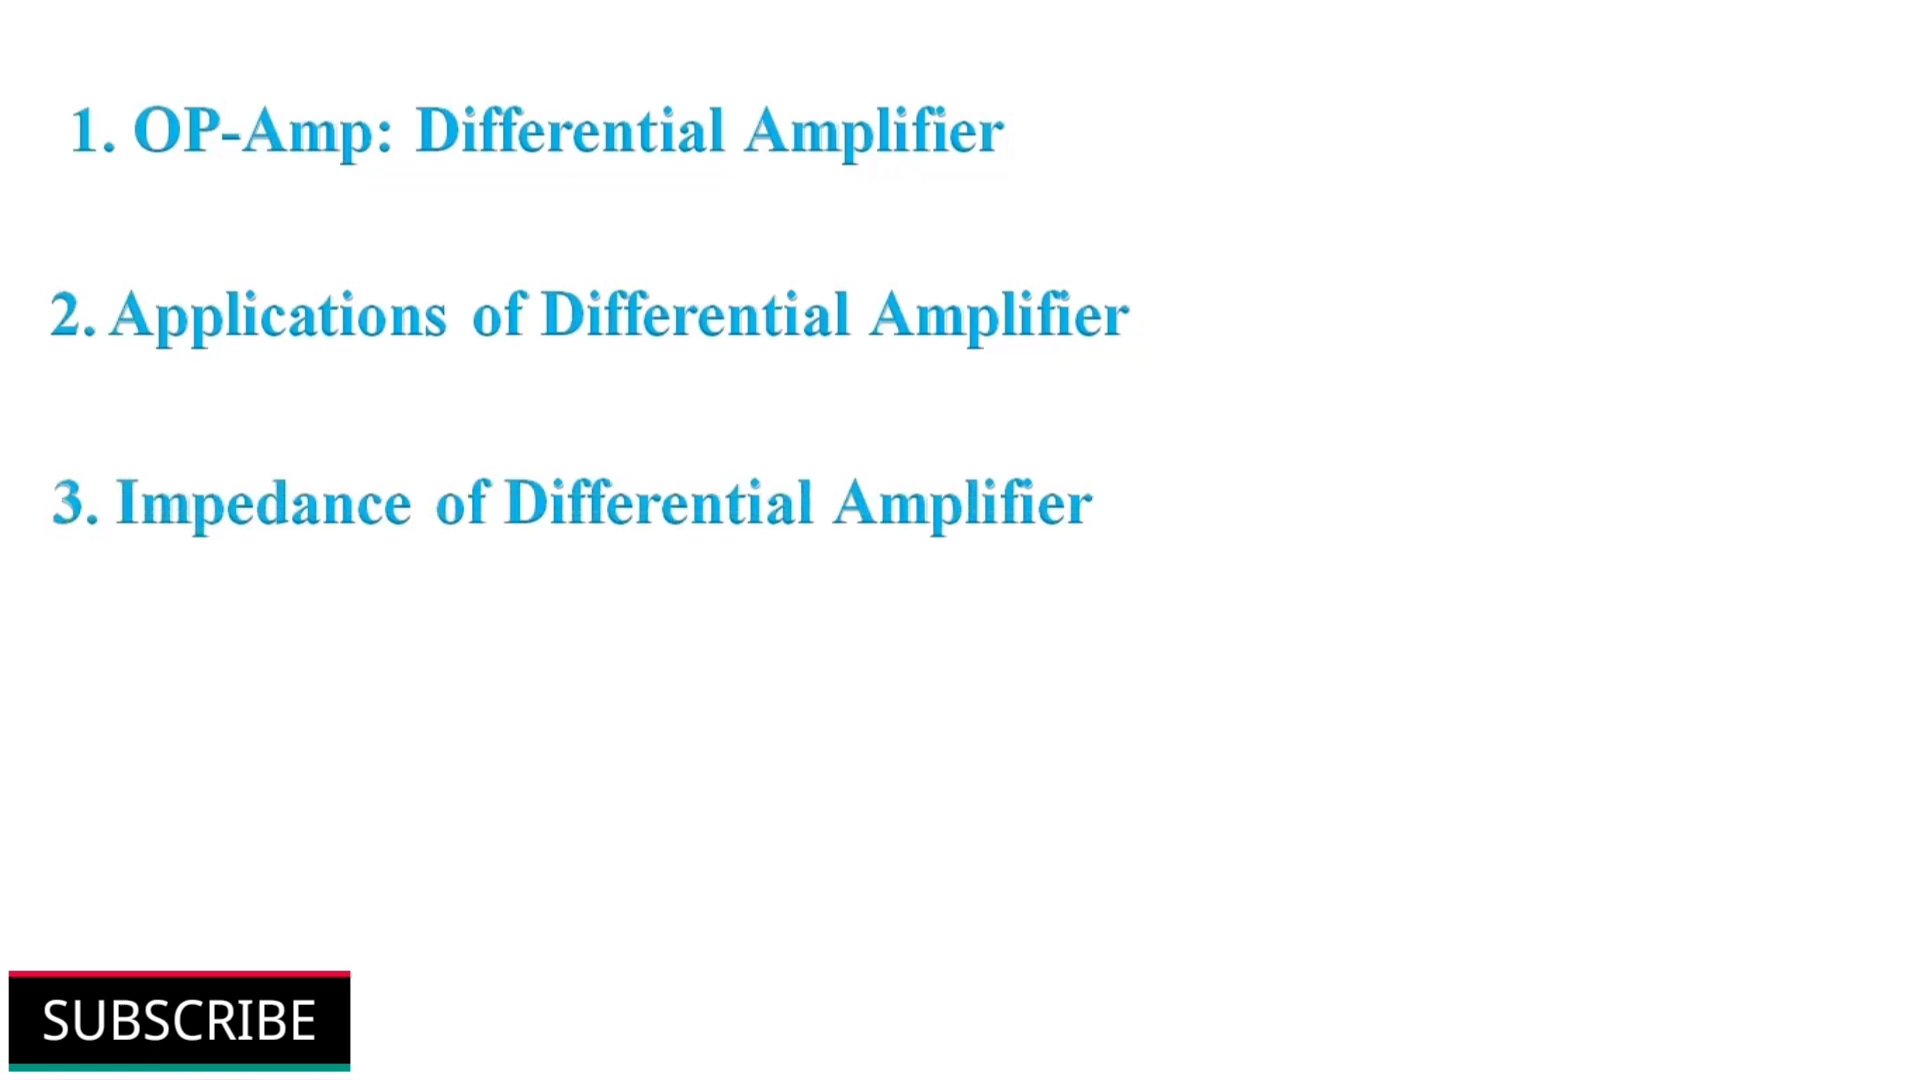 1. OP-Amp: Differential Amplifier
2. Applications of Differential Amplifier
3. Impedance of Differential Amplifier
SUBSCRIBE